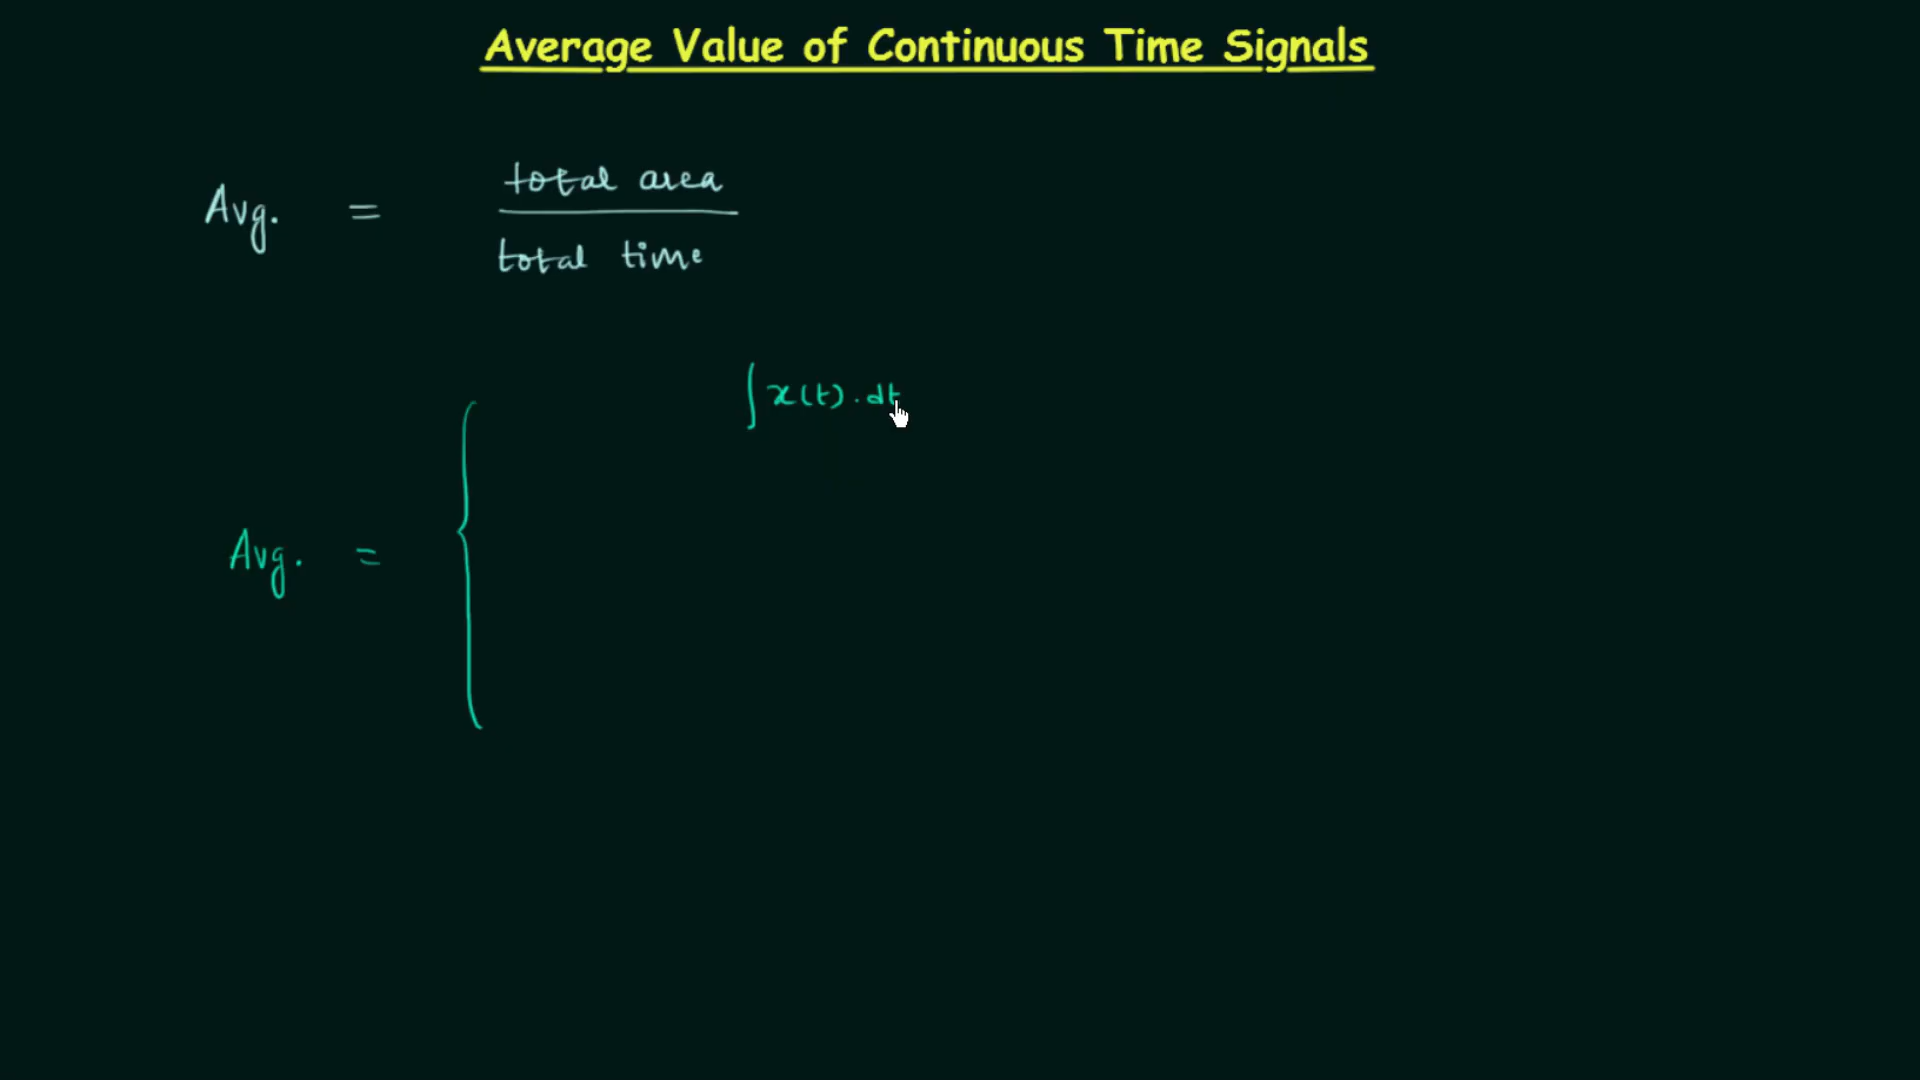 Average Value of Continuous Time Signals
Avg. = total area
total time
∫ x(t) . dt
Avg. = {